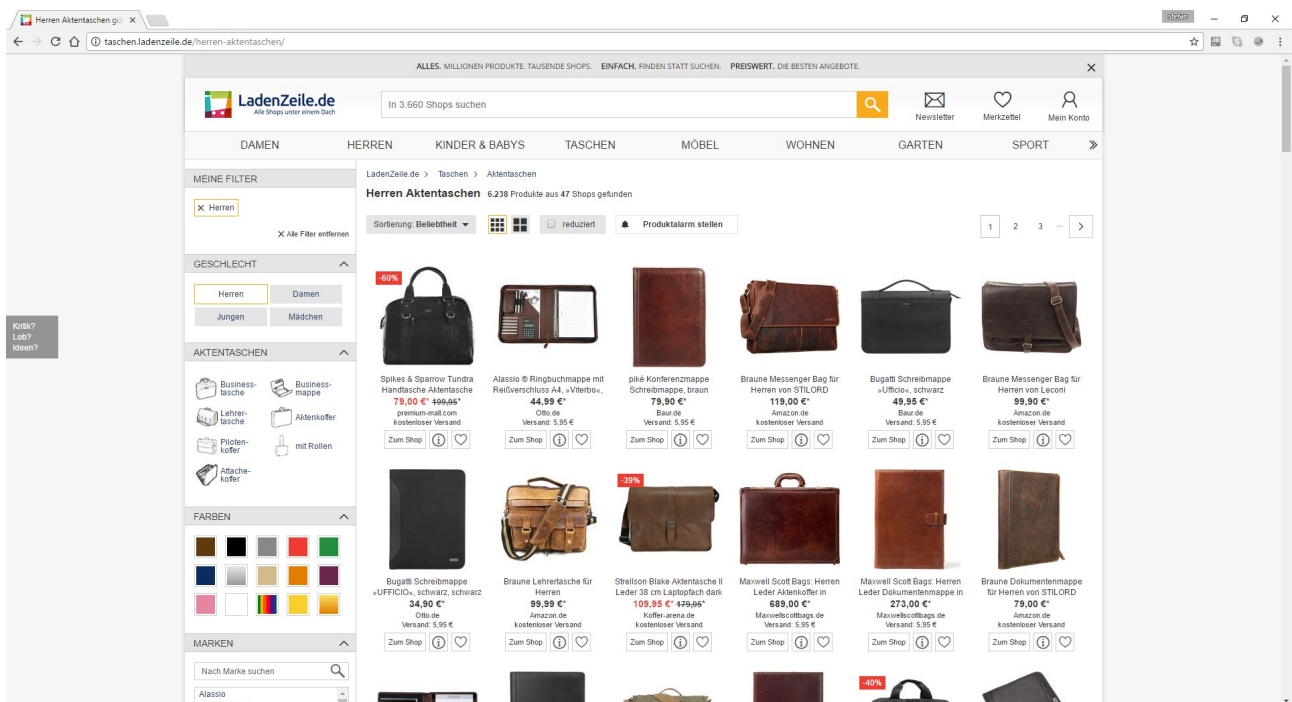 Herren Aktentaschen gü
stefan
taschen.ladenzeile.de/herren-aktentaschen/
ALLES. MILLIONEN PRODUKTE. TAUSENDE SHOPS. EINFACH. FINDEN STATT SUCHEN. PREISWERT. DIE BESTEN ANGEBOTE.
LadenZeile.de
Alle Shops unter einem Dach
In 3.660 Shops suchen
Newsletter
Merkzettel
Mein Konto
DAMEN HERREN KINDER & BABYS TASCHEN MÖBEL WOHNEN GARTEN SPORT
Kritik?
Lob?
Ideen?
MEINE FILTER
Herren
Alle Filter entfernen
GESCHLECHT
Herren Damen
Jungen Mädchen
AKTENTASCHEN
Business-
tasche
Business-
mappe
Lehrer-
tasche
Aktenkoffer
Piloten-
koffer
mit Rollen
Attache-
koffer
FARBEN
MARKEN
Nach Marke suchen
Alassio
LadenZeile.de > Taschen > Aktentaschen
Herren Aktentaschen 6.238 Produkte aus 47 Shops gefunden
Sortierung: Beliebtheit
reduziert
Produktalarm stellen
1 2 3 ... >
-60%
Spikes & Sparrow Tundra
Handtasche Aktentasche
79,00 €* 199,95*
premium-mall.com
kostenloser Versand
Zum Shop
Alassio ® Ringbuchmappe mit
Reißverschluss A4, »Viterbo«,
44,99 €*
Otto.de
Versand: 5,95 €
Zum Shop
piké Konferenzmappe
Schreibmappe, braun
79,90 €*
Baur.de
Versand: 5,95 €
Zum Shop
Braune Messenger Bag für
Herren von STILORD
119,00 €*
Amazon.de
kostenloser Versand
Zum Shop
Bugatti Schreibmappe
»Ufficio«, schwarz
49,95 €*
Baur.de
Versand: 5,95 €
Zum Shop
Braune Messenger Bag für
Herren von Leconi
99,90 €*
Amazon.de
kostenloser Versand
Zum Shop
Bugatti Schreibmappe
»UFFICIO«, schwarz, schwarz
34,90 €*
Otto.de
Versand: 5,95 €
Zum Shop
Braune Lehrertasche für
Herren
99,99 €*
Amazon.de
kostenloser Versand
Zum Shop
-39%
Strellson Blake Aktentasche II
Leder 38 cm Laptopfach dark
109,95 €* 179,95*
Koffer-arena.de
kostenloser Versand
Zum Shop
Maxwell Scott Bags: Herren
Leder Aktenkoffer in
689,00 €*
Maxwellscottbags.de
Versand: 5,95 €
Zum Shop
Maxwell Scott Bags: Herren
Leder Dokumentenmappe in
273,00 €*
Maxwellscottbags.de
Versand: 5,95 €
Zum Shop
Braune Dokumentenmappe
für Herren von STILORD
79,00 €*
Amazon.de
kostenloser Versand
Zum Shop
-40%